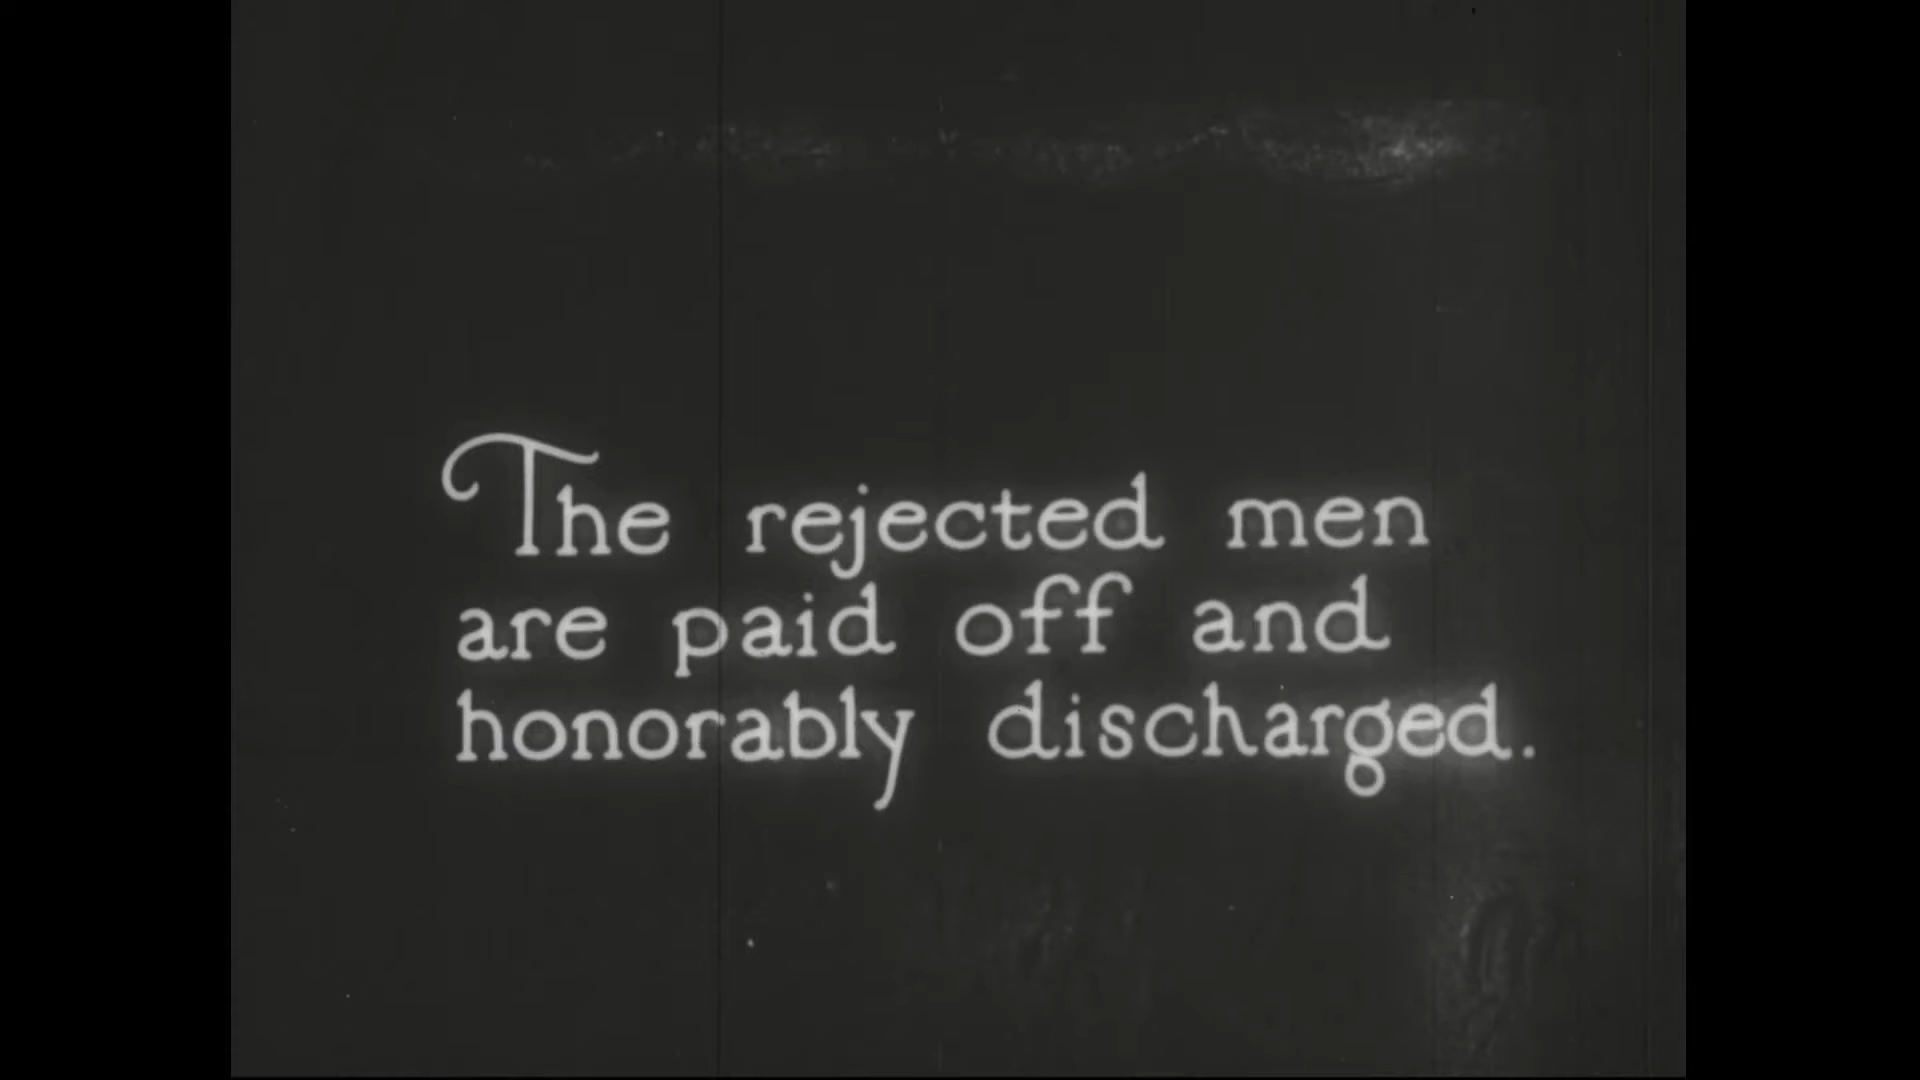 The rejected men
are paid off and
honorably discharged.